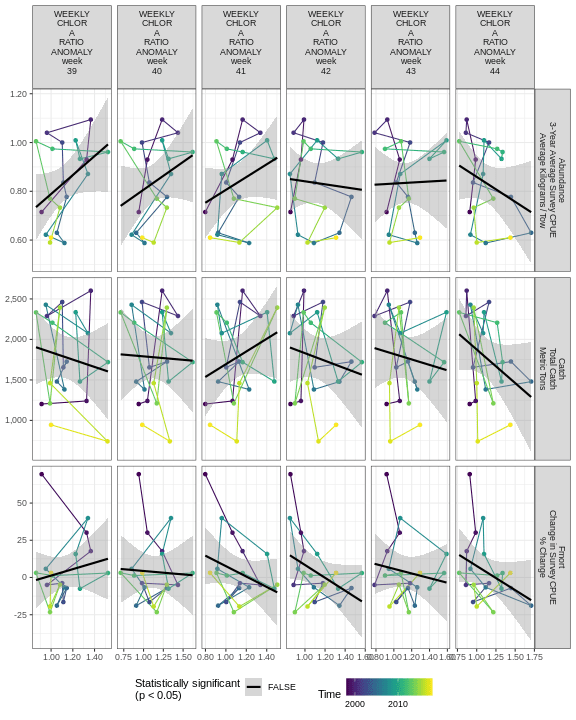 WEEKLY CHLOR A RATIO ANOMALY week 39
WEEKLY CHLOR A RATIO ANOMALY week 40
WEEKLY CHLOR A RATIO ANOMALY week 41
WEEKLY CHLOR A RATIO ANOMALY week 42
WEEKLY CHLOR A RATIO ANOMALY week 43
WEEKLY CHLOR A RATIO ANOMALY week 44
1.20
1.00
0.80
0.60
Abundance
3-Year Average Survey CPUE
Average Kilograms/Tow
2,500
2,000
1,500
1,000
Catch
Total Catch
Metric Tons
50
25
0
-25
Fmort
Change in Survey CPUE
% Change
1.00 1.20 1.40
0.75 1.00 1.25 1.50
0.80 1.00 1.20 1.40
1.00 1.20 1.40 1.60
0.80 1.00 1.20 1.40 1.60
0.75 1.00 1.25 1.50 1.75
Statistically significant
(p < 0.05)
FALSE
Time
2000 2010